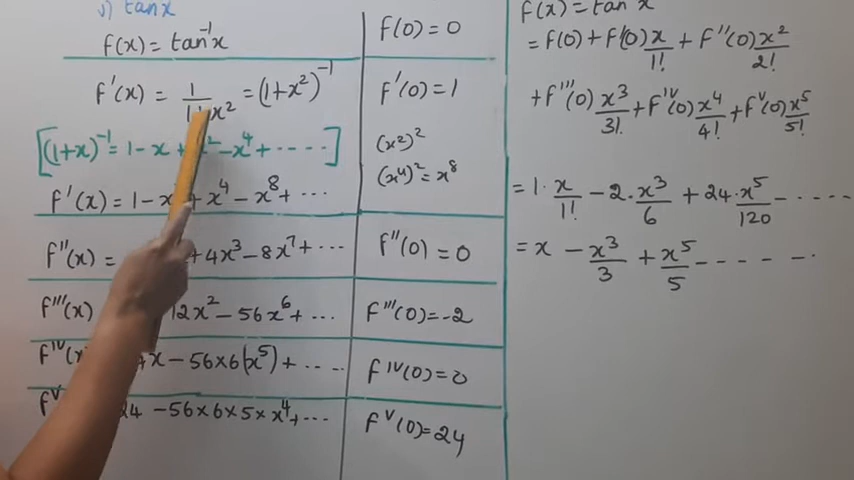 v) tan x
f(x) = tan⁻¹x
f'(x) = 1/1+x² = (1+x²)⁻¹
[(1+x)⁻¹ = 1 - x + x² - x⁴ + ----]
f'(x) = 1 - x + x⁴ - x⁸ + ...
f''(x) = + 4x³ - 8x⁷ + ...
f'''(x) 12x² - 56x⁶ + ...
f^IV(x) x - 56×6(x⁵) + ----
f^V 24 - 56×6×5×x⁴ + ...
f(0) = 0
f'(0) = 1
(x²)²
(x⁴)² = x⁸
f''(0) = 0
f'''(0) = -2
f^IV(0) = 0
f^V(0) = 24
f(x) = tan x
= f(0) + f'(0) x/1! + f''(0) x²/2!
+ f'''(0) x³/3! + f^IV(0) x⁴/4! + f^V(0) x⁵/5!
= 1·x/1! - 2·x³/6 + 24·x⁵/120 -----
= x - x³/3 + x⁵/5 ------.